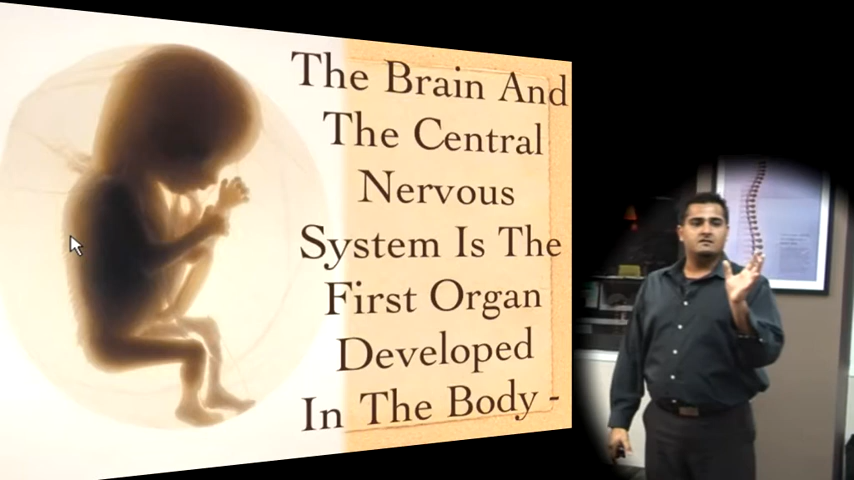 The Brain And
The Central
Nervous
System Is The
First Organ
Developed
In The Body -